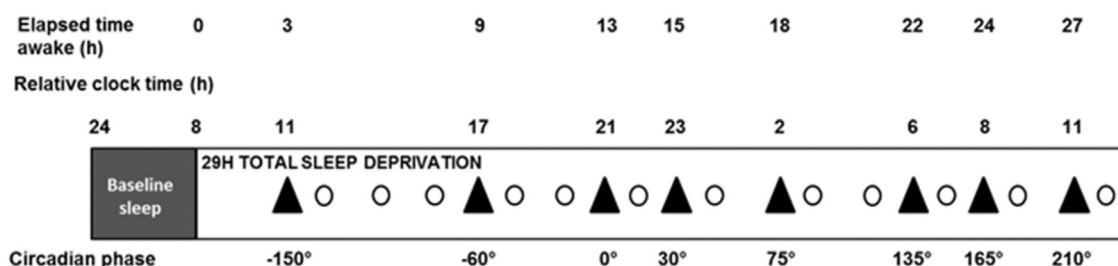 Elapsed time awake (h) 0 3 9 13 15 18 22 24 27
Relative clock time (h)
24 8 11 17 21 23 2 6 8 11
29H TOTAL SLEEP DEPRIVATION
Baseline
sleep
Circadian phase -150° -60° 0° 30° 75° 135° 165° 210°